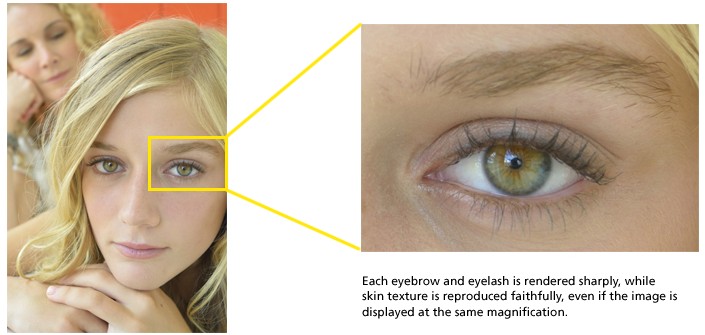 Each eyebrow and eyelash is rendered sharply, while
skin texture is reproduced faithfully, even if the image is
displayed at the same magnification.